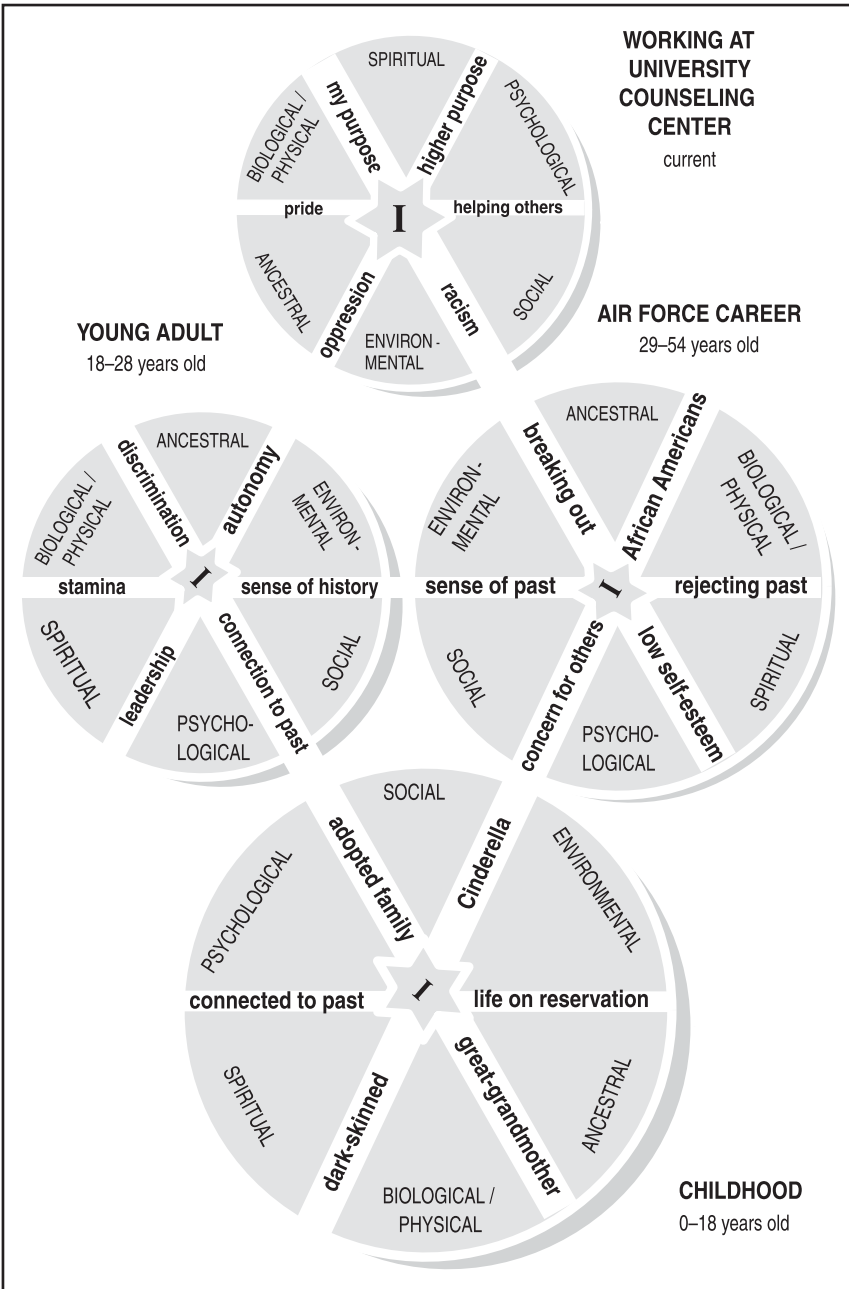 WORKING AT
UNIVERSITY
COUNSELING
CENTER
current
SPIRITUAL
higher purpose
PSYCHOLOGICAL
helping others
SOCIAL
racism
ENVIRON -
MENTAL
oppression
ANCESTRAL
pride
BIOLOGICAL /
PHYSICAL
my purpose
I
YOUNG ADULT
18–28 years old
ANCESTRAL
autonomy
ENVIRON -
MENTAL
sense of history
SOCIAL
connection to past
PSYCHO-
LOGICAL
leadership
SPIRITUAL
stamina
BIOLOGICAL /
PHYSICAL
discrimination
I
AIR FORCE CAREER
29–54 years old
ANCESTRAL
African Americans
BIOLOGICAL /
PHYSICAL
rejecting past
SPIRITUAL
low self-esteem
PSYCHO-
LOGICAL
concern for others
SOCIAL
sense of past
ENVIRON-
MENTAL
breaking out
I
SOCIAL
Cinderella
ENVIRONMENTAL
life on reservation
ANCESTRAL
great-grandmother
BIOLOGICAL /
PHYSICAL
dark-skinned
SPIRITUAL
connected to past
PSYCHOLOGICAL
adopted family
I
CHILDHOOD
0–18 years old